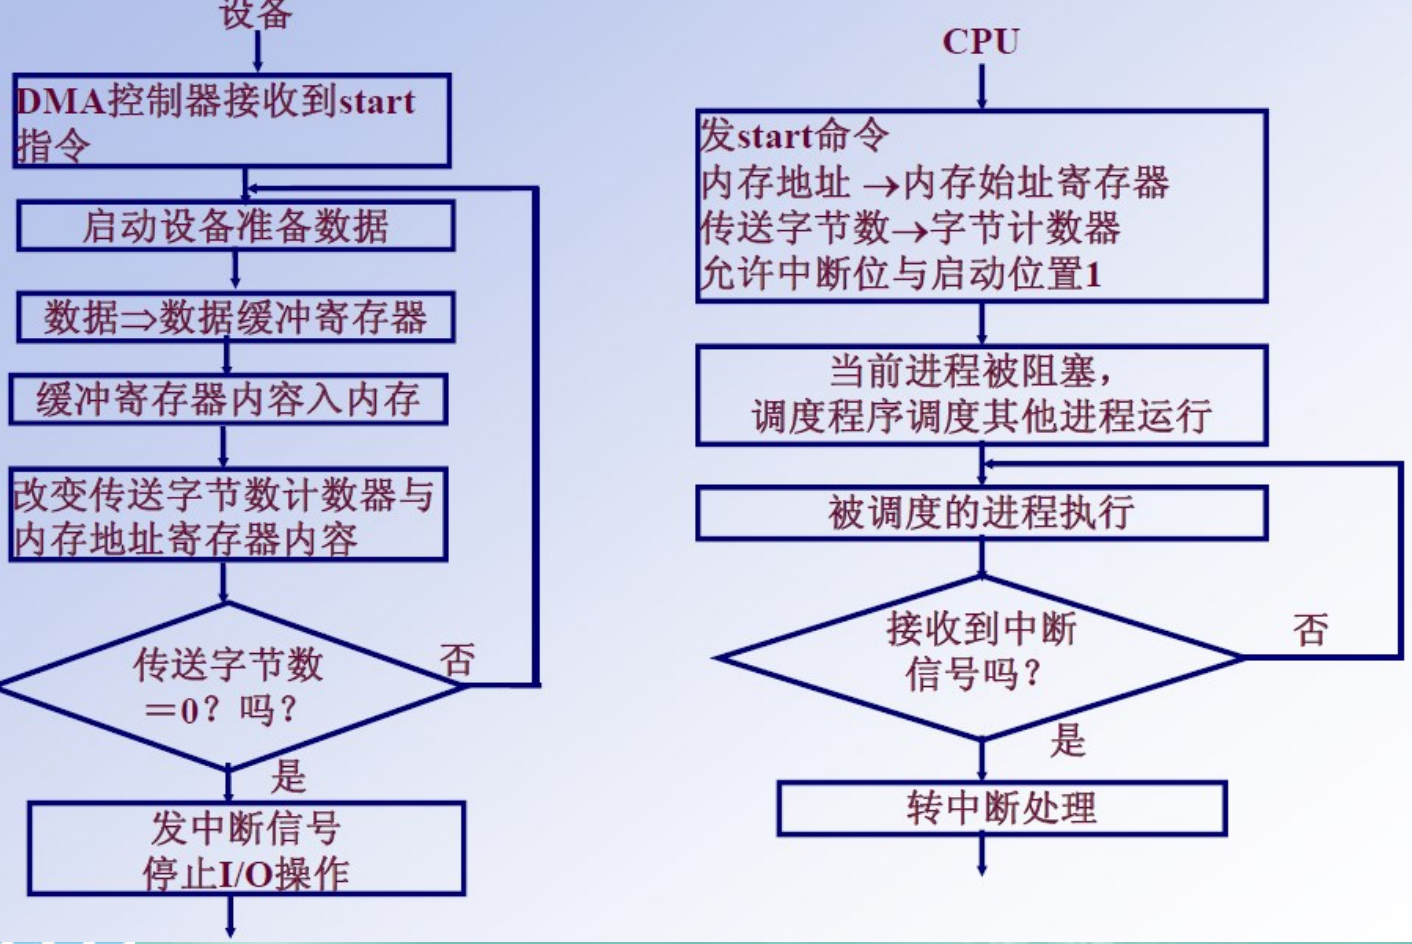 设备
DMA控制器接收到start
指令
启动设备准备数据
数据⇒数据缓冲寄存器
缓冲寄存器内容入内存
改变传送字节数计数器与
内存地址寄存器内容
传送字节数
＝0？吗？
否
是
发中断信号
停止I/O操作
CPU
发start命令
内存地址 →内存始址寄存器
传送字节数→字节计数器
允许中断位与启动位置1
当前进程被阻塞，
调度程序调度其他进程运行
被调度的进程执行
接收到中断
信号吗？
否
是
转中断处理